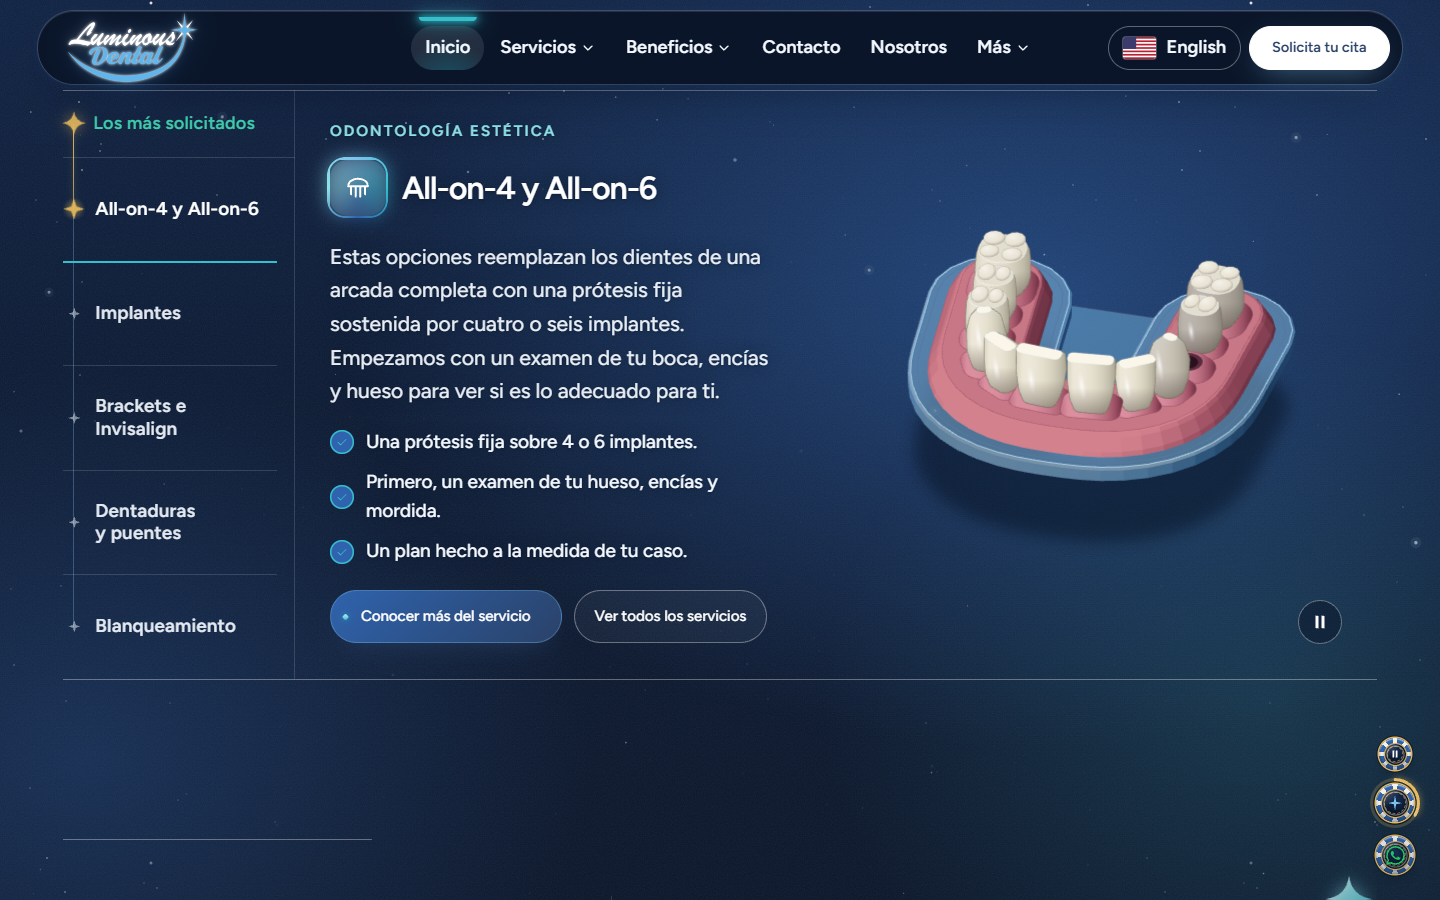 Luminous
Dental
Inicio
Servicios
Beneficios
Contacto
Nosotros
Más
English
Solicita tu cita
Los más solicitados
All-on-4 y All-on-6
Implantes
Brackets e
Invisalign
Dentaduras
y puentes
Blanqueamiento
ODONTOLOGÍA ESTÉTICA
All-on-4 y All-on-6
Estas opciones reemplazan los dientes de una
arcada completa con una prótesis fija
sostenida por cuatro o seis implantes.
Empezamos con un examen de tu boca, encías
y hueso para ver si es lo adecuado para ti.
Una prótesis fija sobre 4 o 6 implantes.
Primero, un examen de tu hueso, encías y
mordida.
Un plan hecho a la medida de tu caso.
Conocer más del servicio
Ver todos los servicios